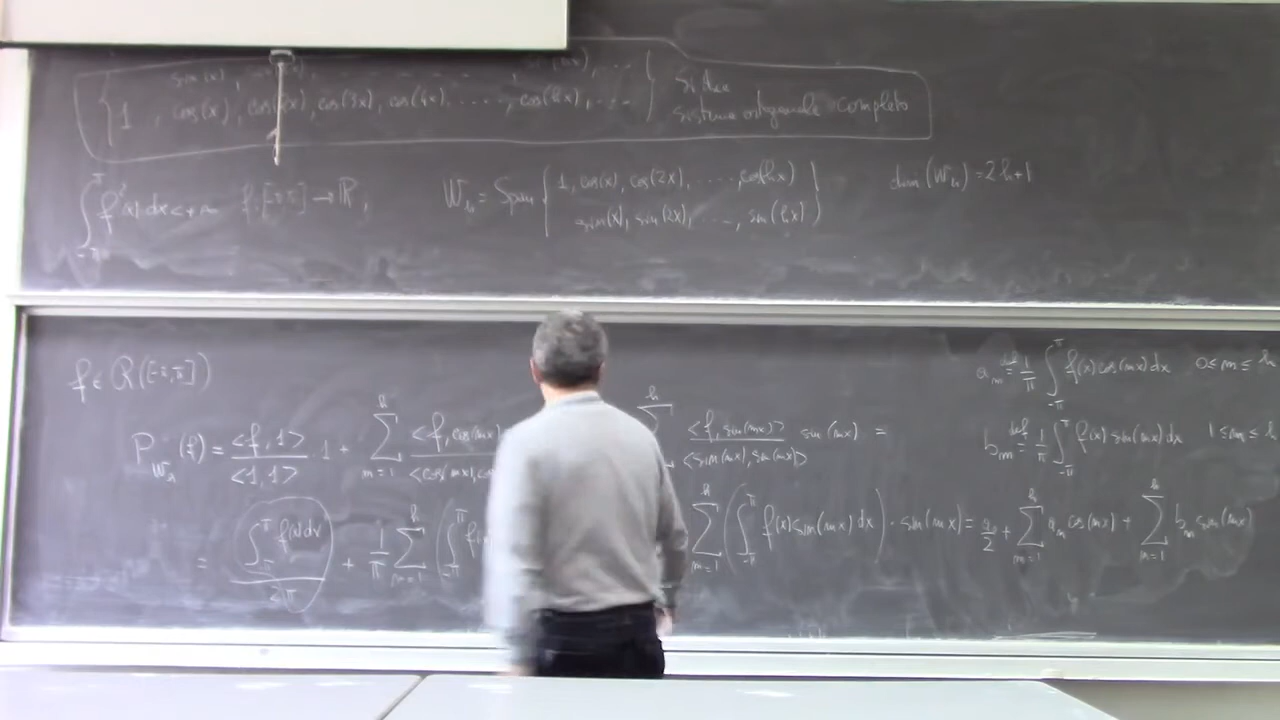 sin(x), - - - - - - - , sin(kx), ...
{ 1 , cos(x), cos(2x), cos(3x), cos(4x), ...., cos(kx), ... } si dice
sistema ortogonale completo
∫_{-π}^{π} f²(x) dx < +∞ f: [-π,π] → ℝ, W_k = Span { 1, cos(x), cos(2x), ....., cos(kx) dim(W_k) = 2k+1
sin(x), sin(2x), ...., sin(kx) }
f ∈ R([-π,π]) a_m ≝ 1/π ∫_{-π}^{π} f(x) cos(mx) dx 0 ≤ m ≤ k
P_{W_k}(f) = <f,1>/<1,1> 1 + Σ_{m=1}^{k} <f, cos(mx)/<cos(mx), co Σ^{k} <f, sin(mx)>/<sin(mx), sin(mx)> sin(mx) = b_m ≝ 1/π ∫_{-π}^{π} f(x) sin(mx) dx 1 ≤ m ≤ k
= ∫_{-π}^{π} f(x) dx / 2π + 1/π Σ_{m=1}^{k} ( ∫_{-π}^{π} f(x) Σ_{m=1}^{k} ( ∫_{-π}^{π} f(x) sin(mx) dx ) · sin(mx) = a_0/2 + Σ_{m=1}^{k} a_m cos(mx) + Σ_{m=1}^{k} b_m sin(mx)